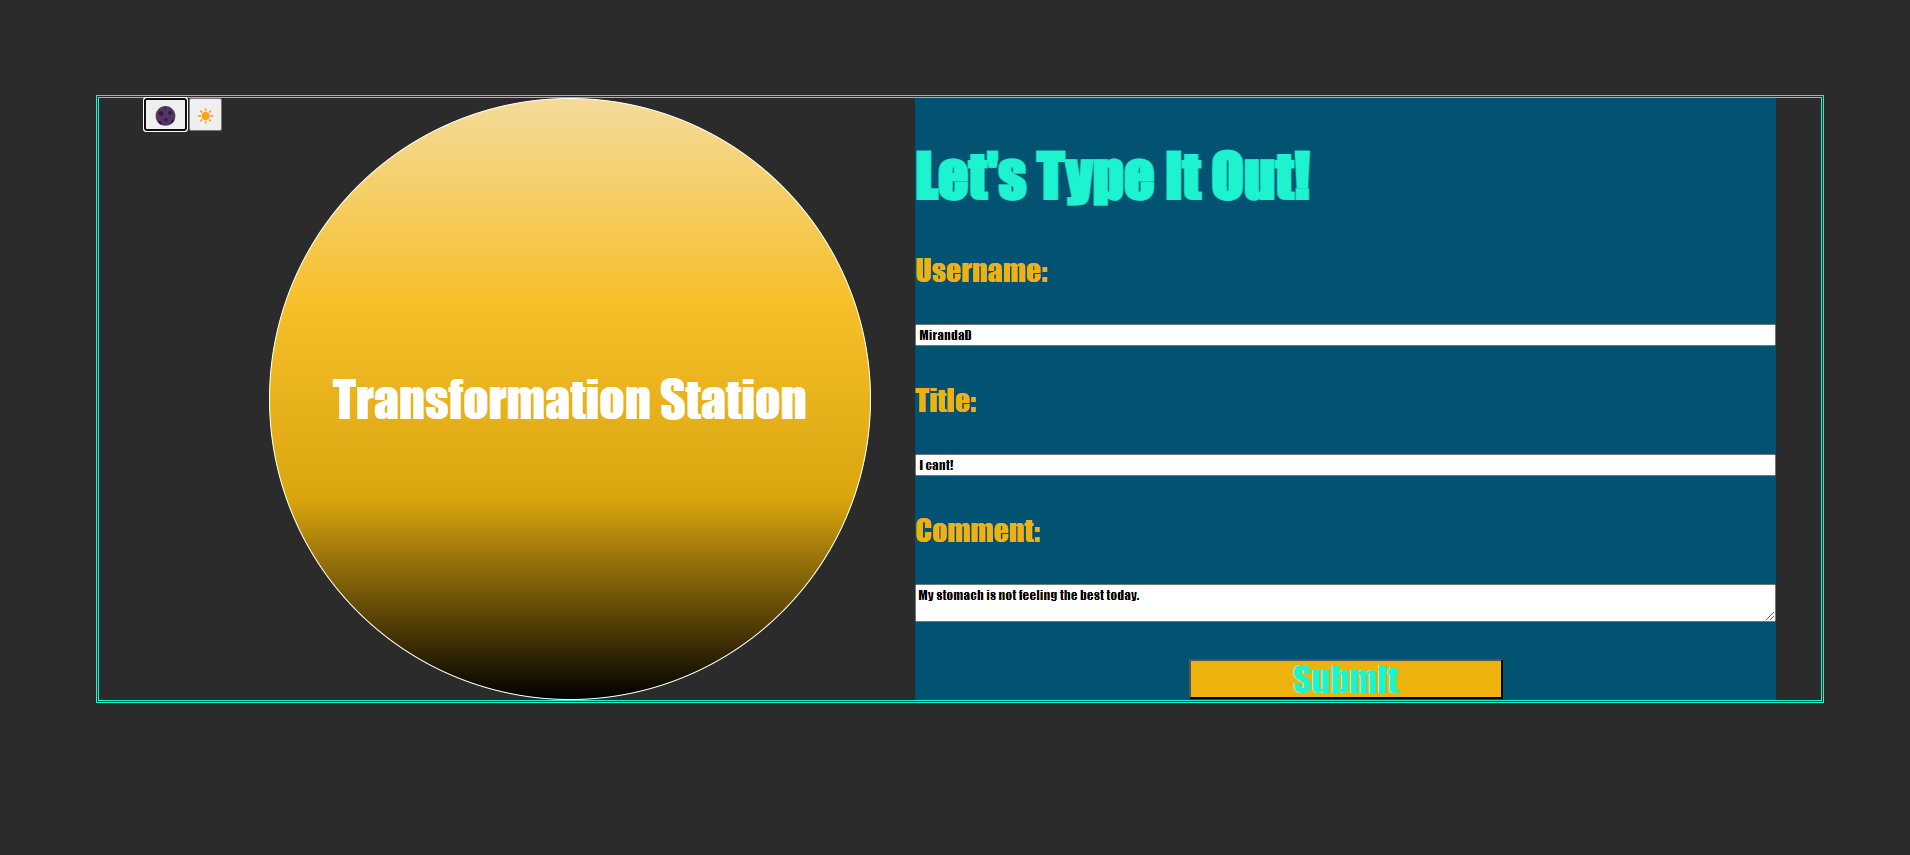 Transformation Station
Let's Type It Out!
Username:
MirandaD
Title:
I cant!
Comment:
My stomach is not feeling the best today.
Submit